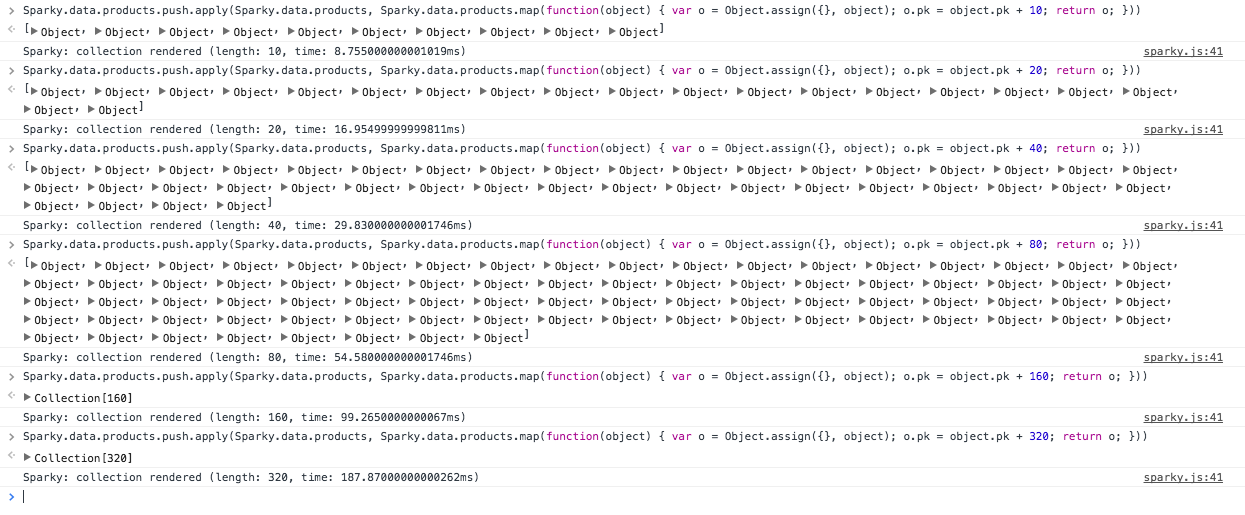 > Sparky.data.products.push.apply(Sparky.data.products, Sparky.data.products.map(function(object) { var o = Object.assign({}, object); o.pk = object.pk + 10; return o; }))
[▶Object, ▶Object, ▶Object, ▶Object, ▶Object, ▶Object, ▶Object, ▶Object, ▶Object, ▶Object]
Sparky: collection rendered (length: 10, time: 8.755000000001019ms) sparky.js:41
> Sparky.data.products.push.apply(Sparky.data.products, Sparky.data.products.map(function(object) { var o = Object.assign({}, object); o.pk = object.pk + 20; return o; }))
[▶Object, ▶Object, ▶Object, ▶Object, ▶Object, ▶Object, ▶Object, ▶Object, ▶Object, ▶Object, ▶Object, ▶Object, ▶Object, ▶Object, ▶Object, ▶Object, ▶Object, ▶Object,
▶Object, ▶Object]
Sparky: collection rendered (length: 20, time: 16.95499999999811ms) sparky.js:41
> Sparky.data.products.push.apply(Sparky.data.products, Sparky.data.products.map(function(object) { var o = Object.assign({}, object); o.pk = object.pk + 40; return o; }))
[▶Object, ▶Object, ▶Object, ▶Object, ▶Object, ▶Object, ▶Object, ▶Object, ▶Object, ▶Object, ▶Object, ▶Object, ▶Object, ▶Object, ▶Object, ▶Object, ▶Object, ▶Object,
▶Object, ▶Object, ▶Object, ▶Object, ▶Object, ▶Object, ▶Object, ▶Object, ▶Object, ▶Object, ▶Object, ▶Object, ▶Object, ▶Object, ▶Object, ▶Object, ▶Object, ▶Object,
▶Object, ▶Object, ▶Object, ▶Object]
Sparky: collection rendered (length: 40, time: 29.830000000001746ms) sparky.js:41
> Sparky.data.products.push.apply(Sparky.data.products, Sparky.data.products.map(function(object) { var o = Object.assign({}, object); o.pk = object.pk + 80; return o; }))
[▶Object, ▶Object, ▶Object, ▶Object, ▶Object, ▶Object, ▶Object, ▶Object, ▶Object, ▶Object, ▶Object, ▶Object, ▶Object, ▶Object, ▶Object, ▶Object, ▶Object, ▶Object,
▶Object, ▶Object, ▶Object, ▶Object, ▶Object, ▶Object, ▶Object, ▶Object, ▶Object, ▶Object, ▶Object, ▶Object, ▶Object, ▶Object, ▶Object, ▶Object, ▶Object, ▶Object,
▶Object, ▶Object, ▶Object, ▶Object, ▶Object, ▶Object, ▶Object, ▶Object, ▶Object, ▶Object, ▶Object, ▶Object, ▶Object, ▶Object, ▶Object, ▶Object, ▶Object, ▶Object,
▶Object, ▶Object, ▶Object, ▶Object, ▶Object, ▶Object, ▶Object, ▶Object, ▶Object, ▶Object, ▶Object, ▶Object, ▶Object, ▶Object, ▶Object, ▶Object, ▶Object, ▶Object,
▶Object, ▶Object, ▶Object, ▶Object, ▶Object, ▶Object, ▶Object, ▶Object]
Sparky: collection rendered (length: 80, time: 54.580000000001746ms) sparky.js:41
> Sparky.data.products.push.apply(Sparky.data.products, Sparky.data.products.map(function(object) { var o = Object.assign({}, object); o.pk = object.pk + 160; return o; }))
▶Collection[160]
Sparky: collection rendered (length: 160, time: 99.2650000000067ms) sparky.js:41
> Sparky.data.products.push.apply(Sparky.data.products, Sparky.data.products.map(function(object) { var o = Object.assign({}, object); o.pk = object.pk + 320; return o; }))
▶Collection[320]
Sparky: collection rendered (length: 320, time: 187.87000000000262ms) sparky.js:41
>